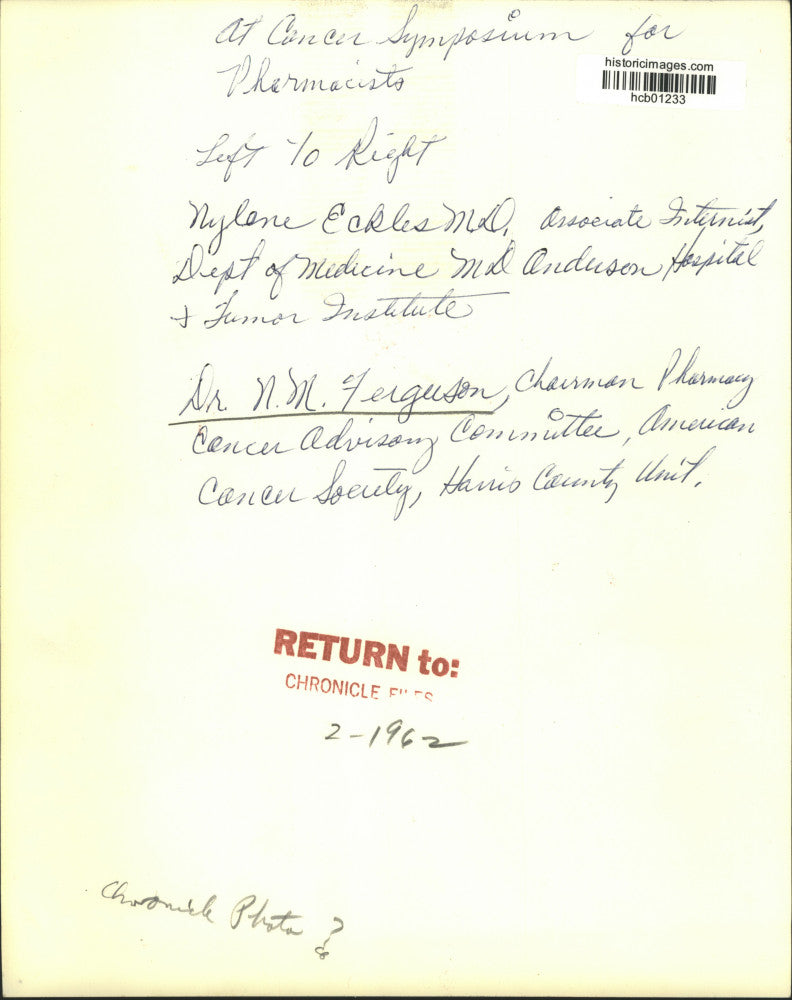 At Cancer Symposium for
Pharmacists
historicimages.com
hcb01233
Left to Right
Nylene Eckles MD, Associate Internist,
Dept of Medicine MD Anderson Hospital
+ Tumor Institute
Dr. N.M. Ferguson, Chairman Pharmacy
Cancer Advisory Committee, American
Cancer Society, Harris County Unit.
RETURN to:
CHRONICLE FILES
2-1962
Chronicle Photo ?